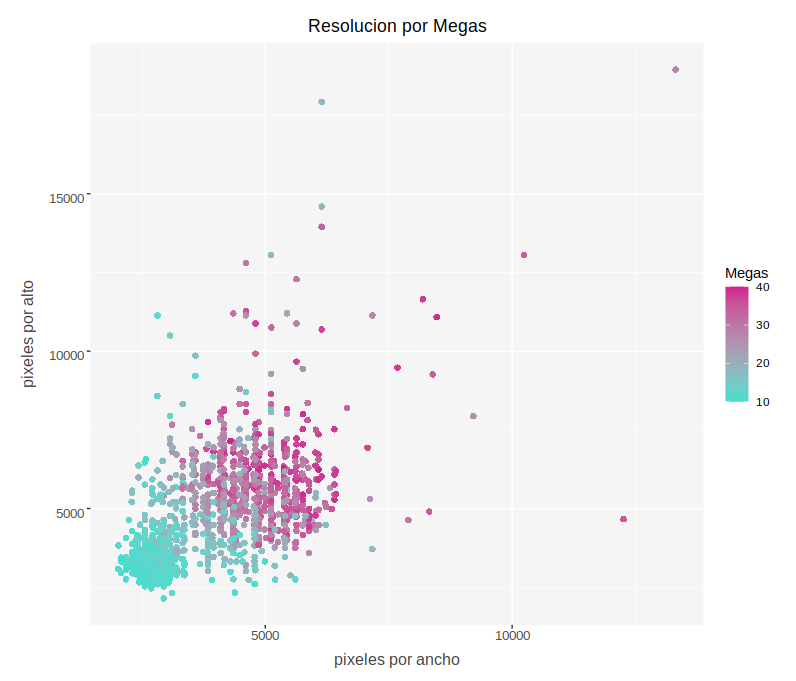 Resolucion por Megas
pixeles por alto
15000
10000
5000
5000
10000
pixeles por ancho
Megas
40
30
20
10